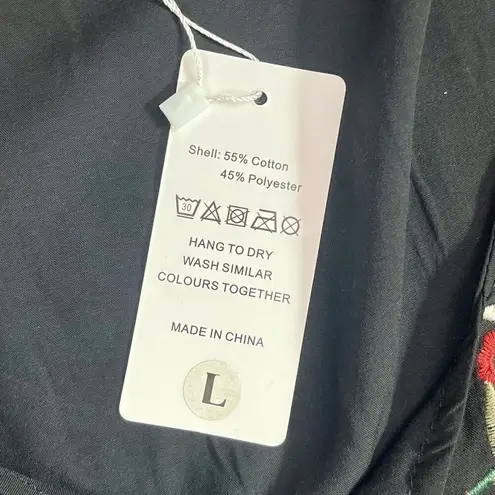 Shell: 55% Cotton
45% Polyester
30
HANG TO DRY
WASH SIMILAR
COLOURS TOGETHER
MADE IN CHINA
L